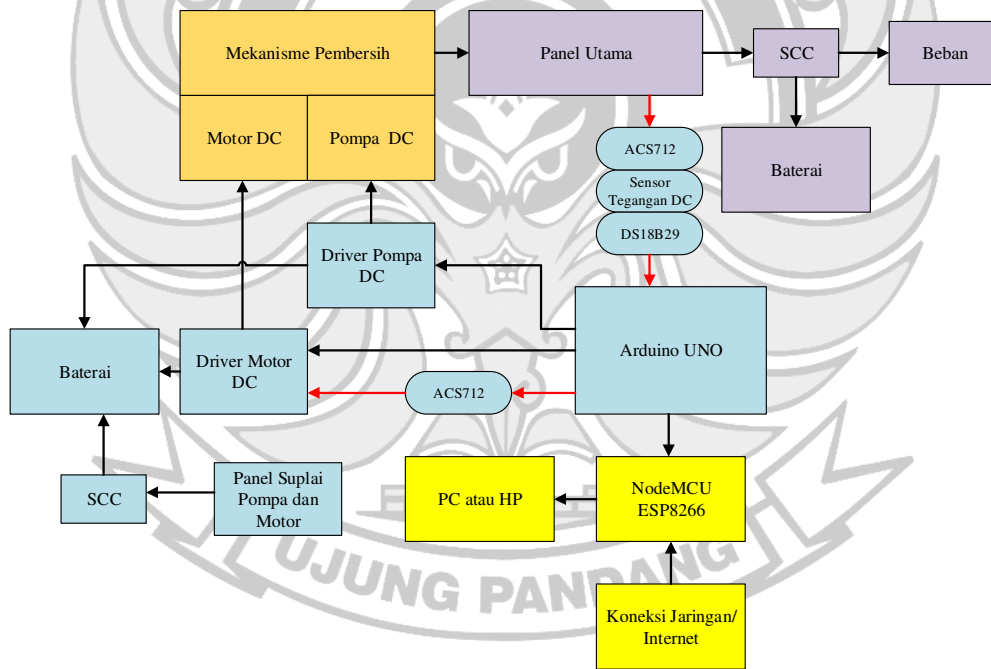 Mekanisme Pembersih
Panel Utama
SCC
Beban
Motor DC
Pompa DC
ACS712
Sensor
Tegangan DC
DS18B29
Baterai
Driver Pompa
DC
Arduino UNO
Baterai
Driver Motor
DC
ACS712
SCC
Panel Suplai
Pompa dan
Motor
PC atau HP
NodeMCU
ESP8266
UJUNG PANDANG
Koneksi Jaringan/
Internet